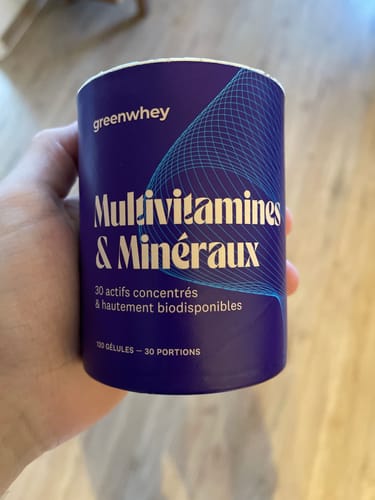 greenwhey
Multivitamines
& Minéraux
30 actifs concentrés
& hautement biodisponibles
120 GÉLULES — 30 PORTIONS